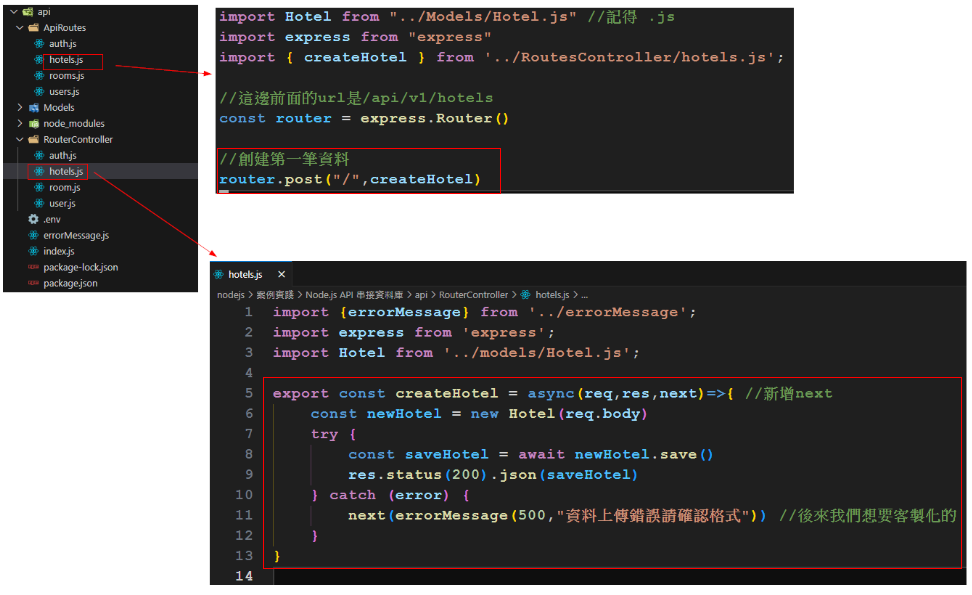 api
ApiRoutes
auth.js
hotels.js
rooms.js
users.js
Models
node_modules
RouterController
auth.js
hotels.js
room.js
user.js
.env
errorMessage.js
index.js
package-lock.json
package.json
import Hotel from "../Models/Hotel.js" //記得 .js
import express from "express"
import { createHotel } from '../RoutesController/hotels.js';
//這邊前面的url是/api/v1/hotels
const router = express.Router()
//創建第一筆資料
router.post("/",createHotel)
hotels.js
nodejs > 案例實踐 > Node.js API 串接資料庫 > api > RouterController > hotels.js > ...
1 import {errorMessage} from '../errorMessage';
2 import express from 'express';
3 import Hotel from '../models/Hotel.js';
4
5 export const createHotel = async(req,res,next)=>{ //新增next
6 const newHotel = new Hotel(req.body)
7 try {
8 const saveHotel = await newHotel.save()
9 res.status(200).json(saveHotel)
10 } catch (error) {
11 next(errorMessage(500,"資料上傳錯誤請確認格式")) //後來我們想要客製化的
12 }
13 }
14